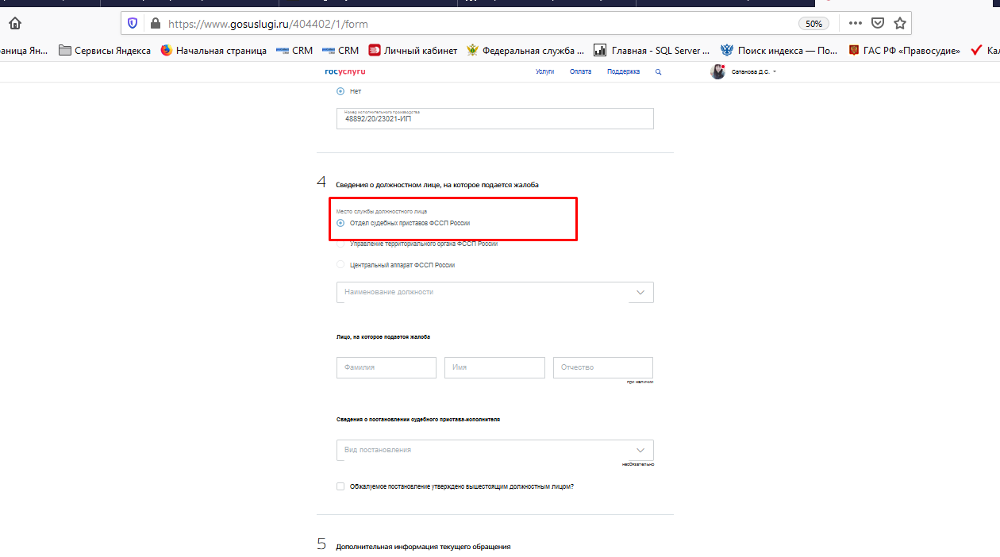 https://www.gosuslugi.ru/404402/1/form 50%
аница Ян... Сервисы Яндекса Начальная страница CRM CRM Личный кабинет Федеральная служба ... Главная - SQL Server ... Поиск индекса — По... ГАС РФ «Правосудие» Кал
госуслуги Услуги Оплата Поддержка Сатанова Д.С.
Нет
Номер исполнительного производства
48892/20/23021-ИП
4 Сведения о должностном лице, на которое подается жалоба
Место службы должностного лица
Отдел судебных приставов ФССП России
Управление территориального органа ФССП России
Центральный аппарат ФССП России
Наименование должности
Лицо, на которое подается жалоба
Фамилия Имя Отчество
при наличии
Сведения о постановлении судебного пристава-исполнителя
Вид постановления
необязательно
Обжалуемое постановление утверждено вышестоящим должностным лицом?
5 Дополнительная информация текущего обращения